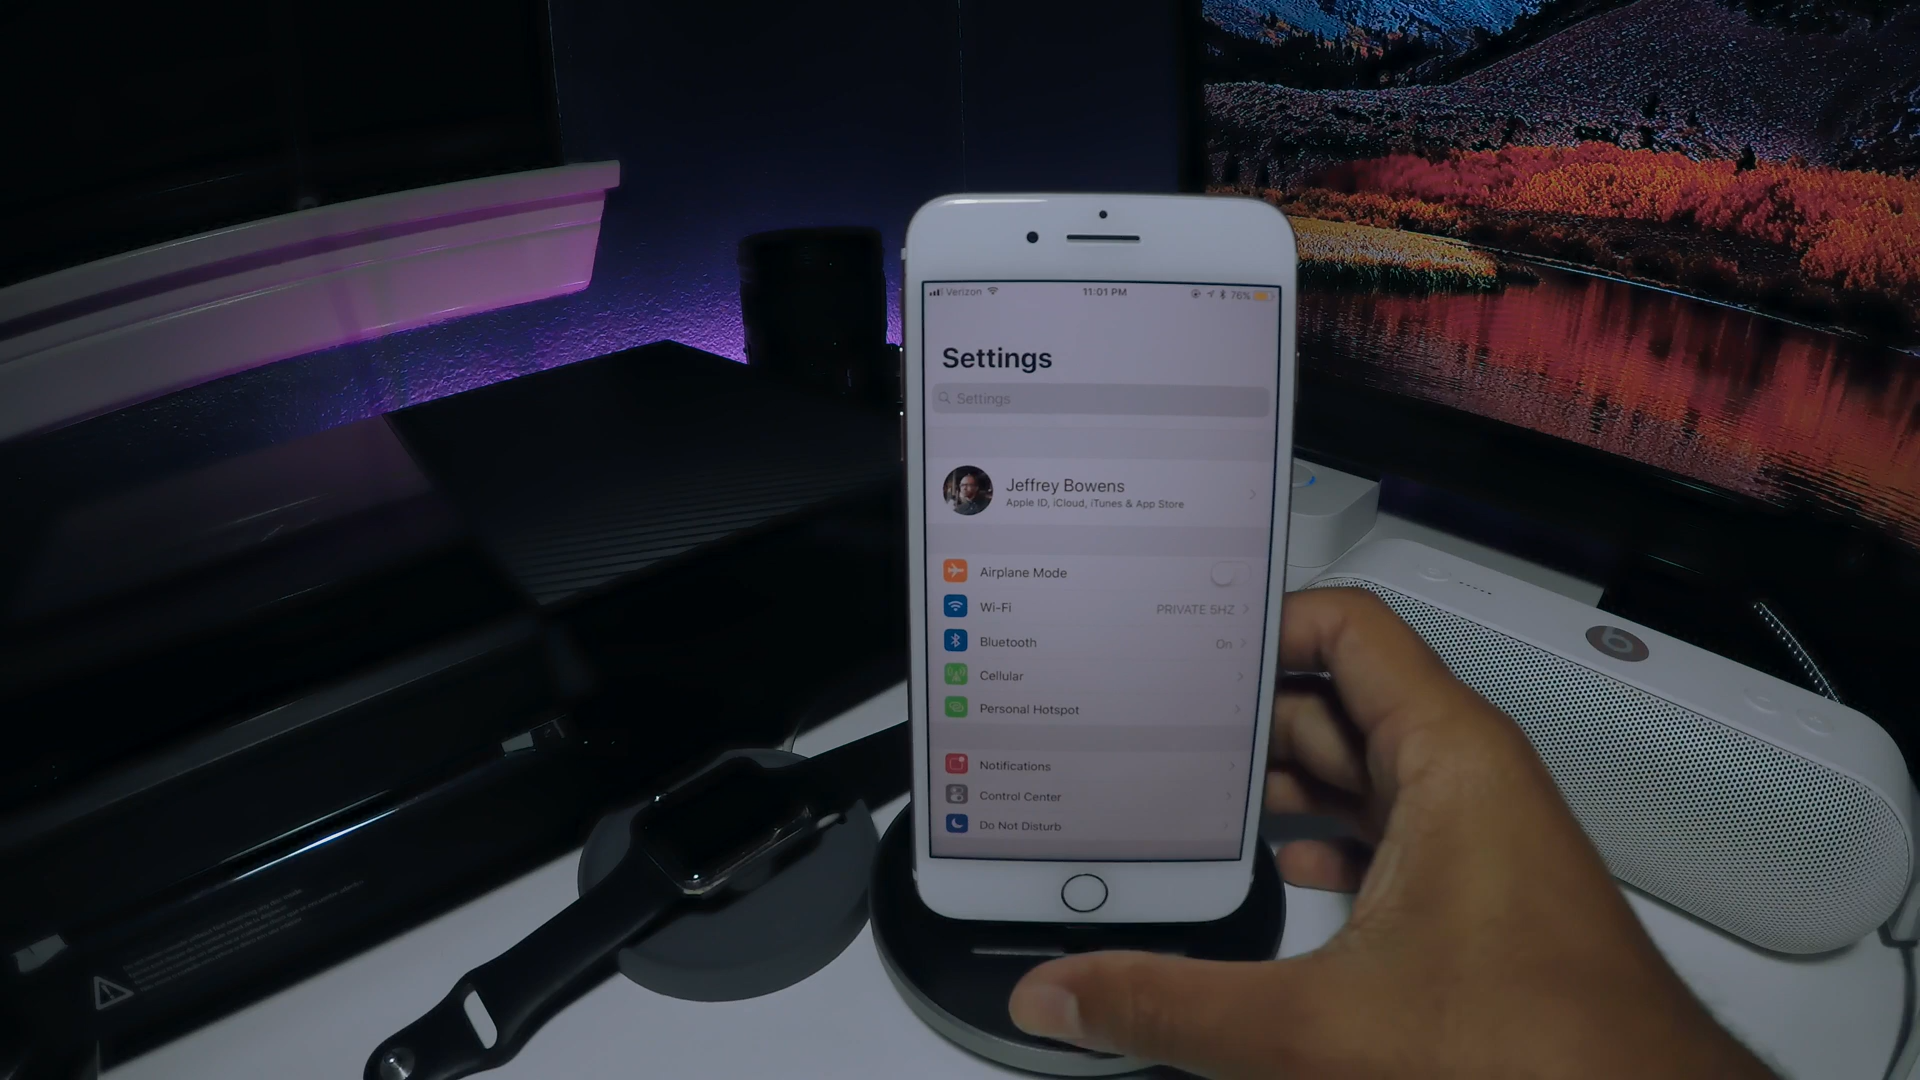 Verizon 11:01 PM 76%
Settings
Settings
Jeffrey Bowens
Apple ID, iCloud, iTunes & App Store
Airplane Mode
Wi-Fi PRIVATE 5HZ
Bluetooth On
Cellular
Personal Hotspot
Notifications
Control Center
Do Not Disturb
b